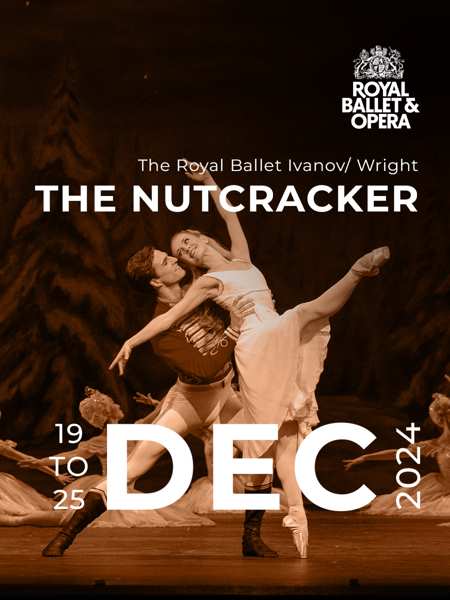 ROYAL
BALLET &
OPERA
The Royal Ballet Ivanov/ Wright
THE NUTCRACKER
19
TO
25
DEC
2024